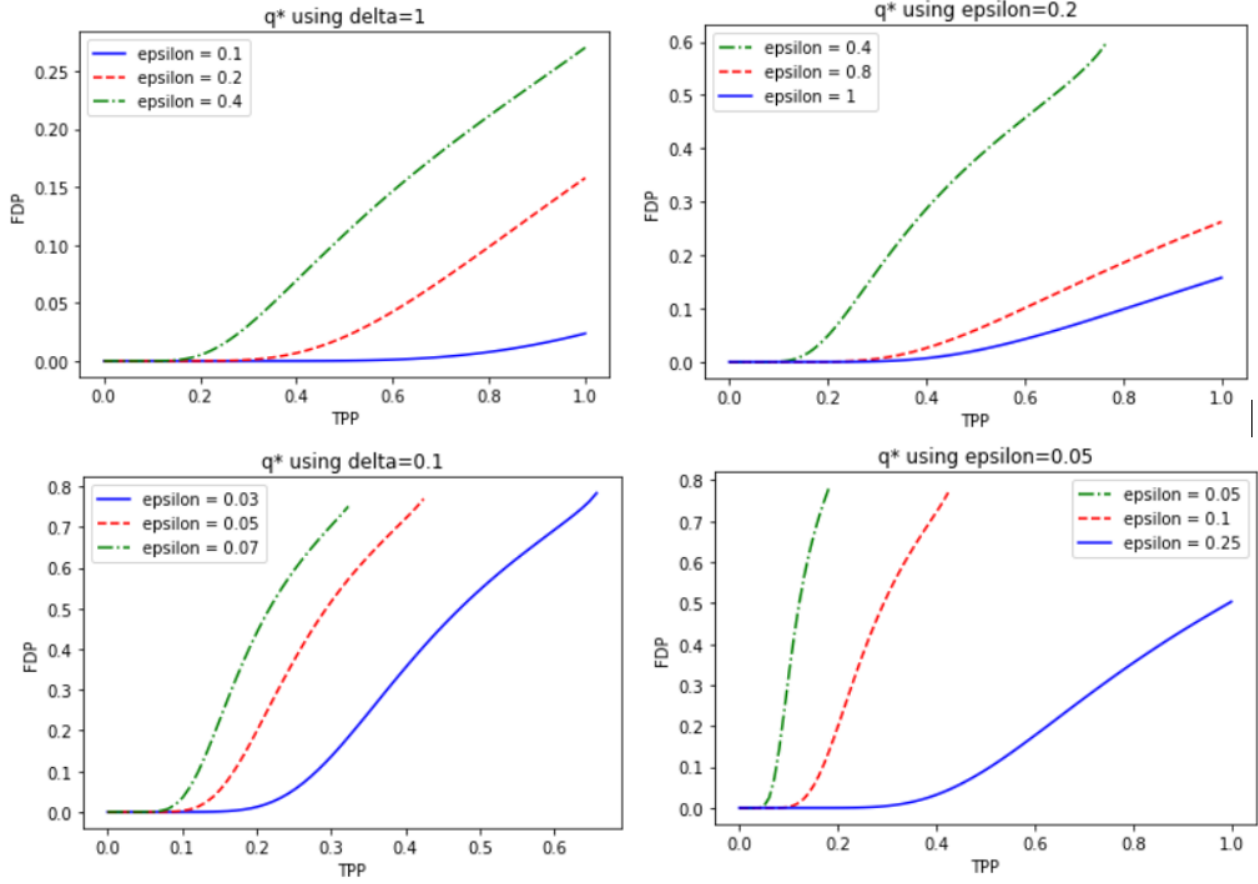 q* using delta=1
epsilon = 0.1
epsilon = 0.2
epsilon = 0.4
0.25
0.20
0.15
0.10
0.05
0.00
FDP
0.0 0.2 0.4 0.6 0.8 1.0
TPP
q* using epsilon=0.2
epsilon = 0.4
epsilon = 0.8
epsilon = 1
0.6
0.5
0.4
0.3
0.2
0.1
0.0
FDP
0.0 0.2 0.4 0.6 0.8 1.0
TPP
q* using delta=0.1
epsilon = 0.03
epsilon = 0.05
epsilon = 0.07
0.8
0.7
0.6
0.5
0.4
0.3
0.2
0.1
0.0
FDP
0.0 0.1 0.2 0.3 0.4 0.5 0.6
TPP
q* using epsilon=0.05
epsilon = 0.05
epsilon = 0.1
epsilon = 0.25
0.8
0.7
0.6
0.5
0.4
0.3
0.2
0.1
0.0
FDP
0.0 0.2 0.4 0.6 0.8 1.0
TPP